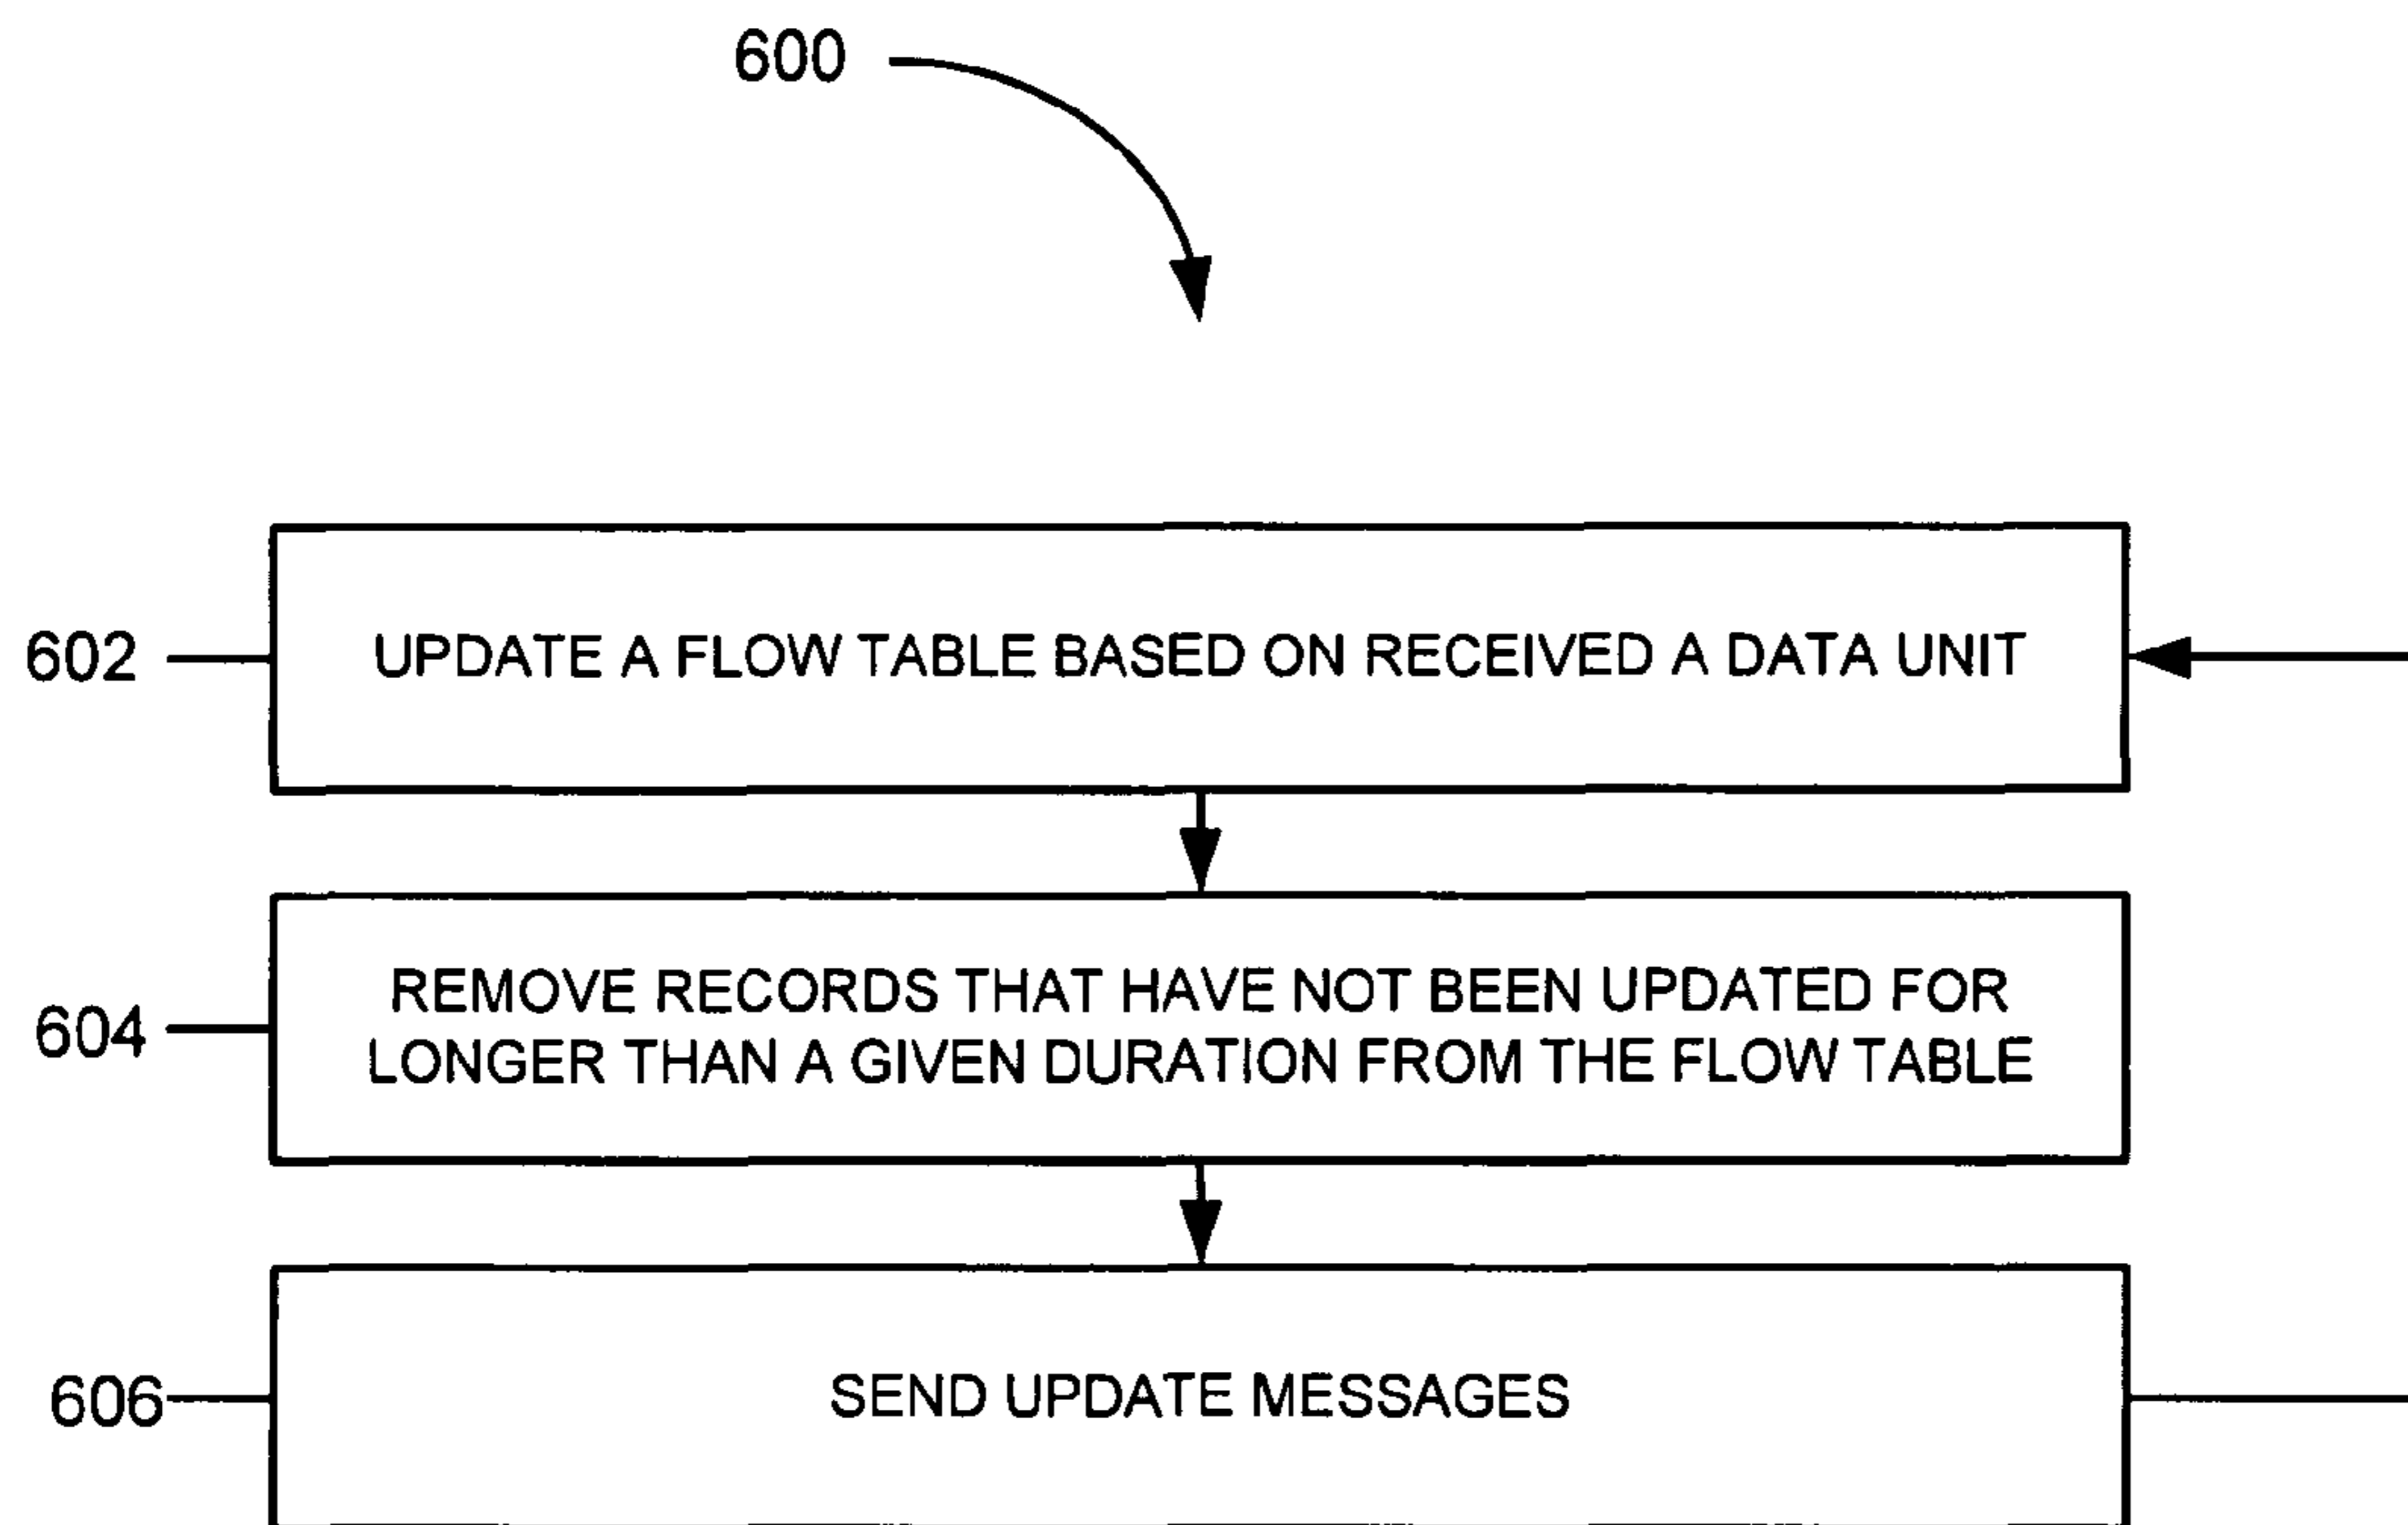 600
602
UPDATE A FLOW TABLE BASED ON RECEIVED A DATA UNIT
604
REMOVE RECORDS THAT HAVE NOT BEEN UPDATED FOR
LONGER THAN A GIVEN DURATION FROM THE FLOW TABLE
606
SEND UPDATE MESSAGES